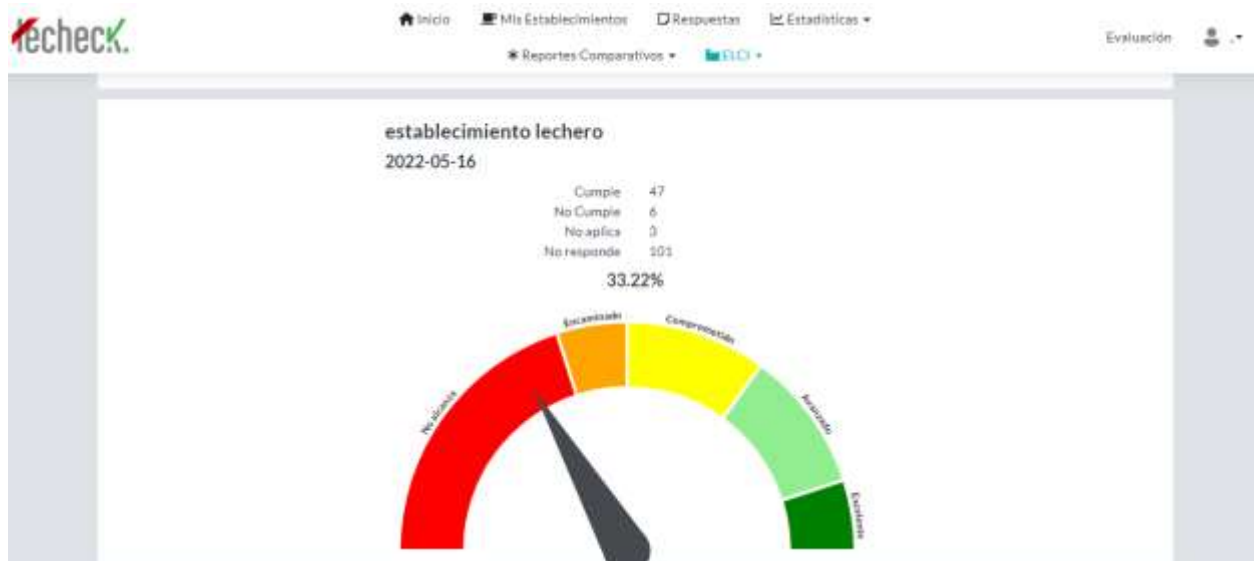 lecheck.
Inicio Mis Establecimientos Respuestas Estadísticas
Reportes Comparativos ELCI
Evaluación
establecimiento lechero
2022-05-16
Cumple 47
No Cumple 6
No aplica 3
No responde 101
33.22%
No alcanza
Encaminado
Comprometido
Avanzado
Excelente